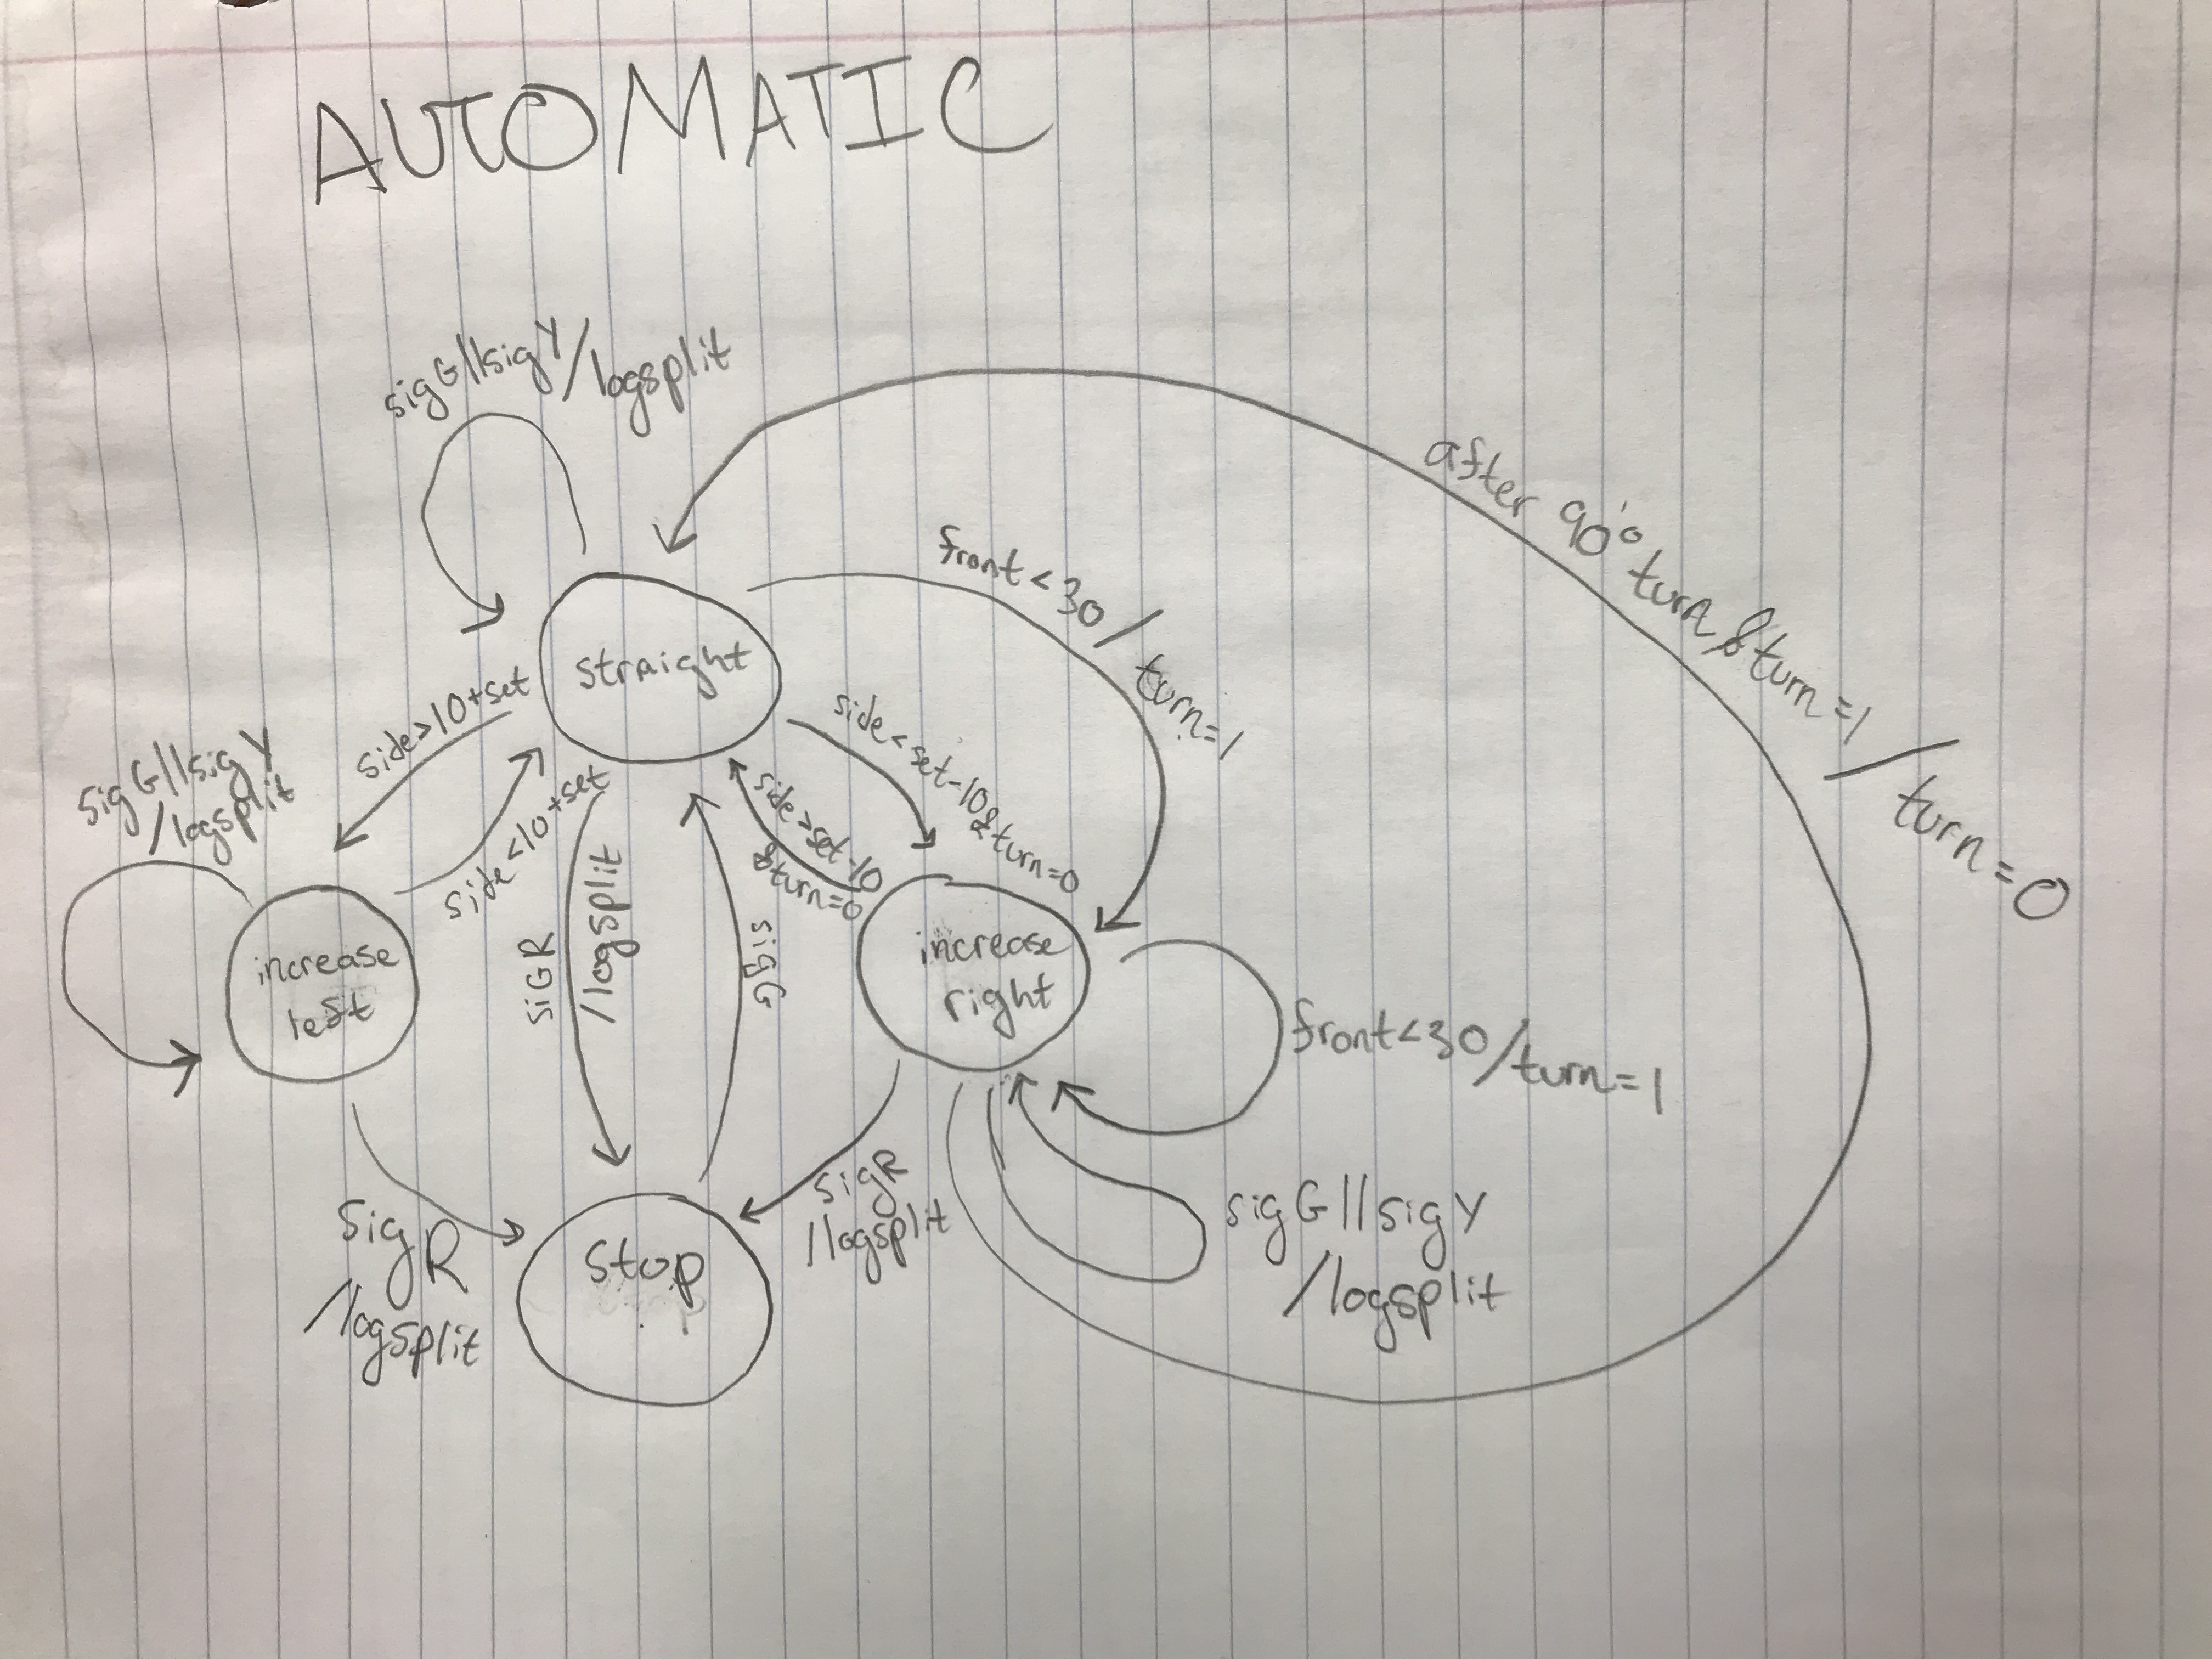 AUTOMATIC
sigG||sigY/logsplit
after 90° turn & turn=1/turn=0
front<30/turn=1
straight
side>10+set
side<set-10&turn=0
sigG||sigY
/logsplit
side<10+set
side>set-10
&turn=0
siGR
/logsplit
sigG
increase
left
increase
right
front<30/turn=1
sigR
/logsplit
stop
sigR
/logsplit
sigG||sigY
/logsplit